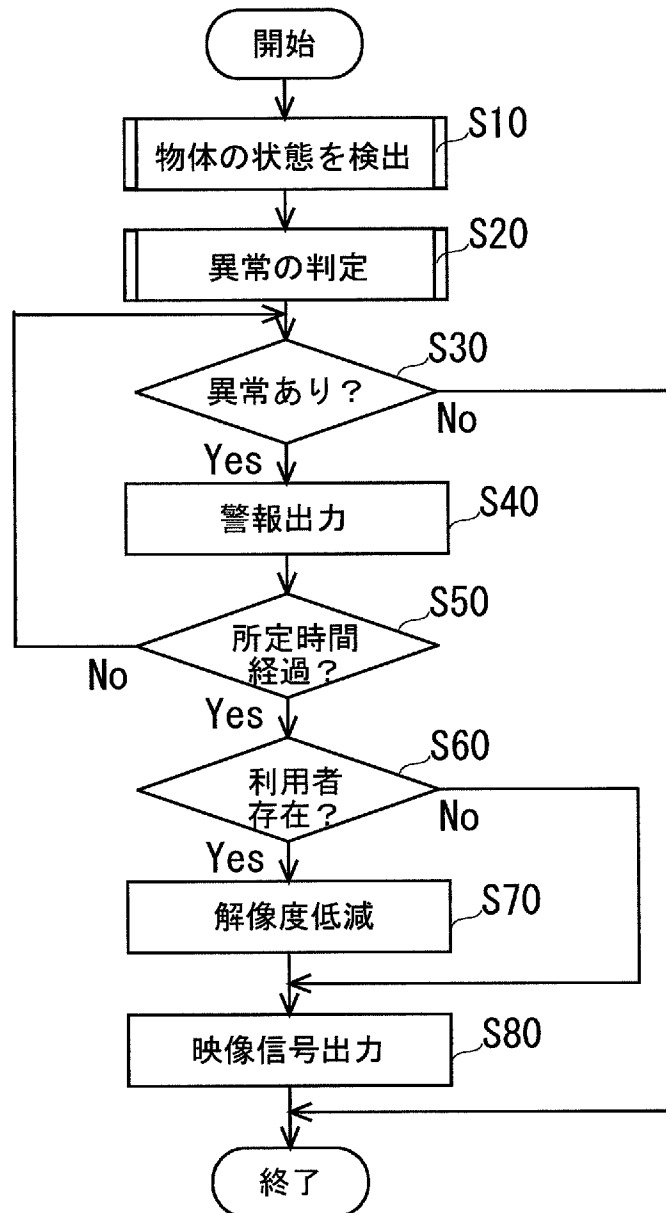 開始
S10
物体の状態を検出
S20
異常の判定
S30
異常あり？
No
Yes
S40
警報出力
S50
所定時間
経過？
No
Yes
S60
利用者
存在？
No
Yes
S70
解像度低減
S80
映像信号出力
終了